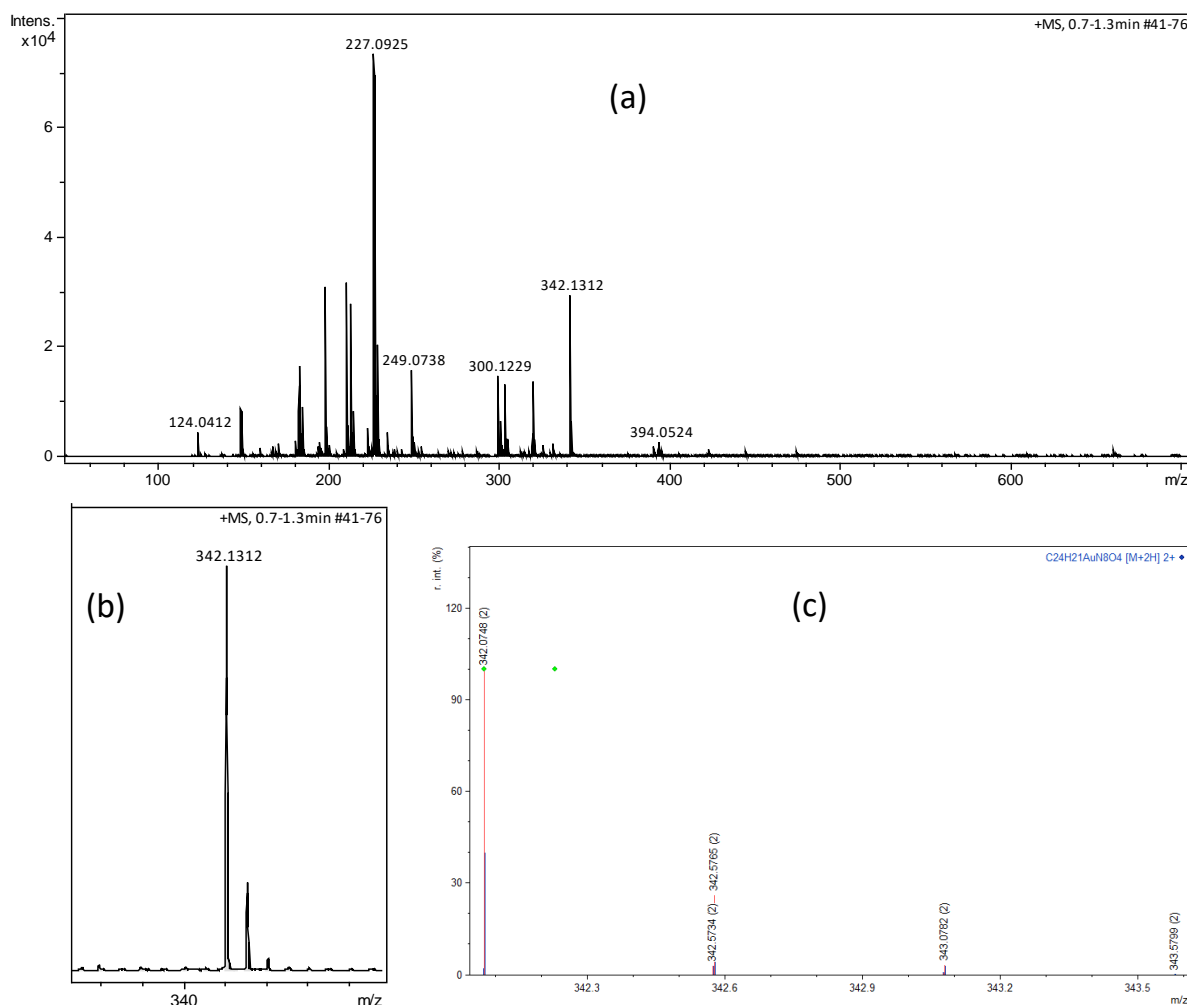 Intens.
x10⁴
+MS, 0.7-1.3min #41-76
227.0925
(a)
6
4
342.1312
2
249.0738
300.1229
124.0412
394.0524
0
100
200
300
400
500
600
m/z
+MS, 0.7-1.3min #41-76
342.1312
(b)
340
m/z
r. int. (%)
C24H21AuN8O4 [M+2H] 2+
(c)
120
342.0748 (2)
90
60
30
342.5734 (2)
342.5765 (2)
343.0782 (2)
343.5799 (2)
0
342.3
342.6
342.9
343.2
343.5
m/z